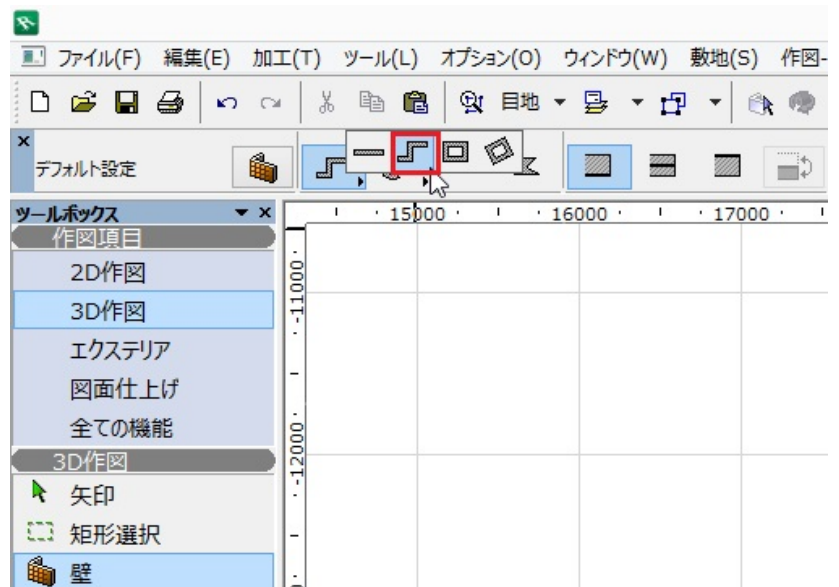 ファイル(F) 編集(E) 加工(T) ツール(L) オプション(O) ウィンドウ(W) 敷地(S) 作図-
目地
デフォルト設定
ツールボックス
15000 16000 17000
作図項目
2D作図
3D作図
エクステリア
図面仕上げ
全ての機能
3D作図
矢印
矩形選択
壁
-11000
-12000